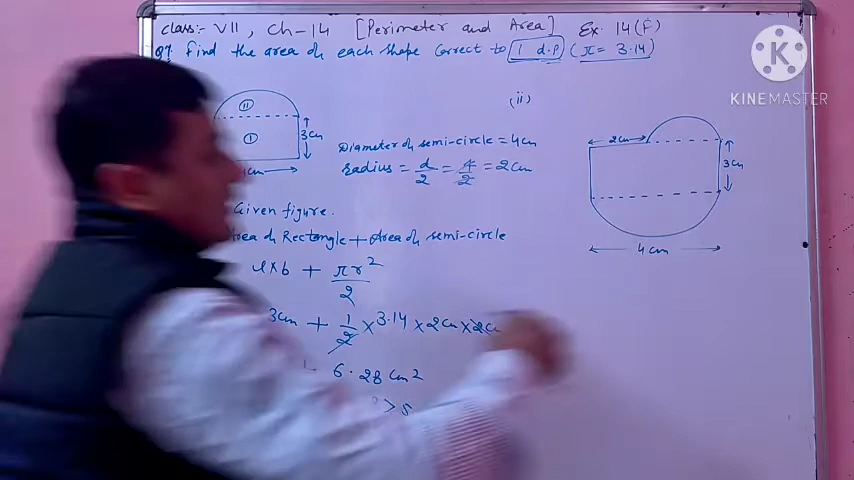 class:- VII, Ch-14 [Perimeter and Area] Ex. 14(F)
Q7 Find the area of each shape correct to 1 d.p (π = 3.14)
K
KINEMASTER
(ii)
II
I
3cm
cm
Diameter of semi-circle = 4cm
radius = d/2 = 4/2 = 2cm
2cm
3cm
4cm
Given figure.
Area of Rectangle + Area of semi-circle
l×b + πr²/2
3cm + 1/2 × 3.14 × 2cm × 2cm
6.28 cm²
> 5